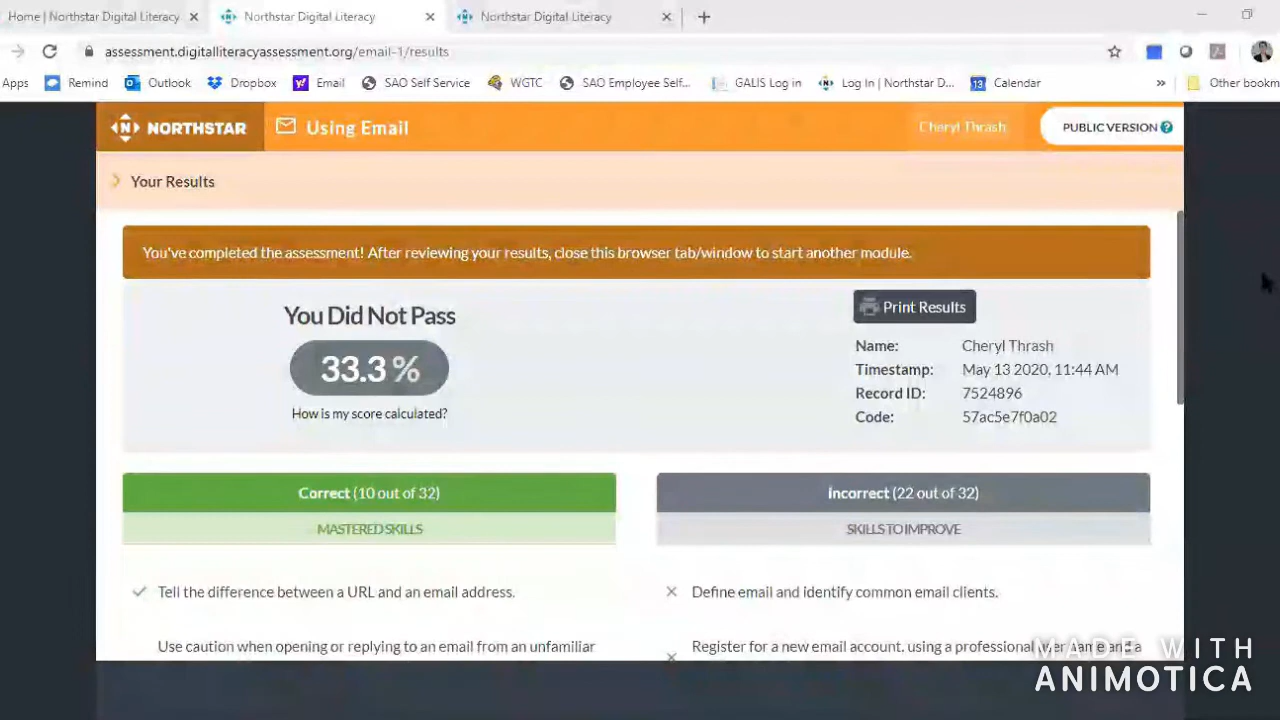 Home | Northstar Digital Literacy
Northstar Digital Literacy
Northstar Digital Literacy
assessment.digitalliteracyassessment.org/email-1/results
Apps
Remind
Outlook
Dropbox
Email
SAO Self Service
WGTC
SAO Employee Self...
GALIS Log in
Log In | Northstar D...
13
Calendar
»
Other bookm
N NORTHSTAR
Using Email
Cheryl Thrash
PUBLIC VERSION ?
Your Results
You've completed the assessment! After reviewing your results, close this browser tab/window to start another module.
You Did Not Pass
33.3 %
How is my score calculated?
Print Results
Name: Cheryl Thrash
Timestamp: May 13 2020, 11:44 AM
Record ID: 7524896
Code: 57ac5e7f0a02
Correct (10 out of 32)
MASTERED SKILLS
Tell the difference between a URL and an email address.
Use caution when opening or replying to an email from an unfamiliar
Incorrect (22 out of 32)
SKILLS TO IMPROVE
Define email and identify common email clients.
Register for a new email account, using a professional user name and a
MADE WITH
ANIMOTICA